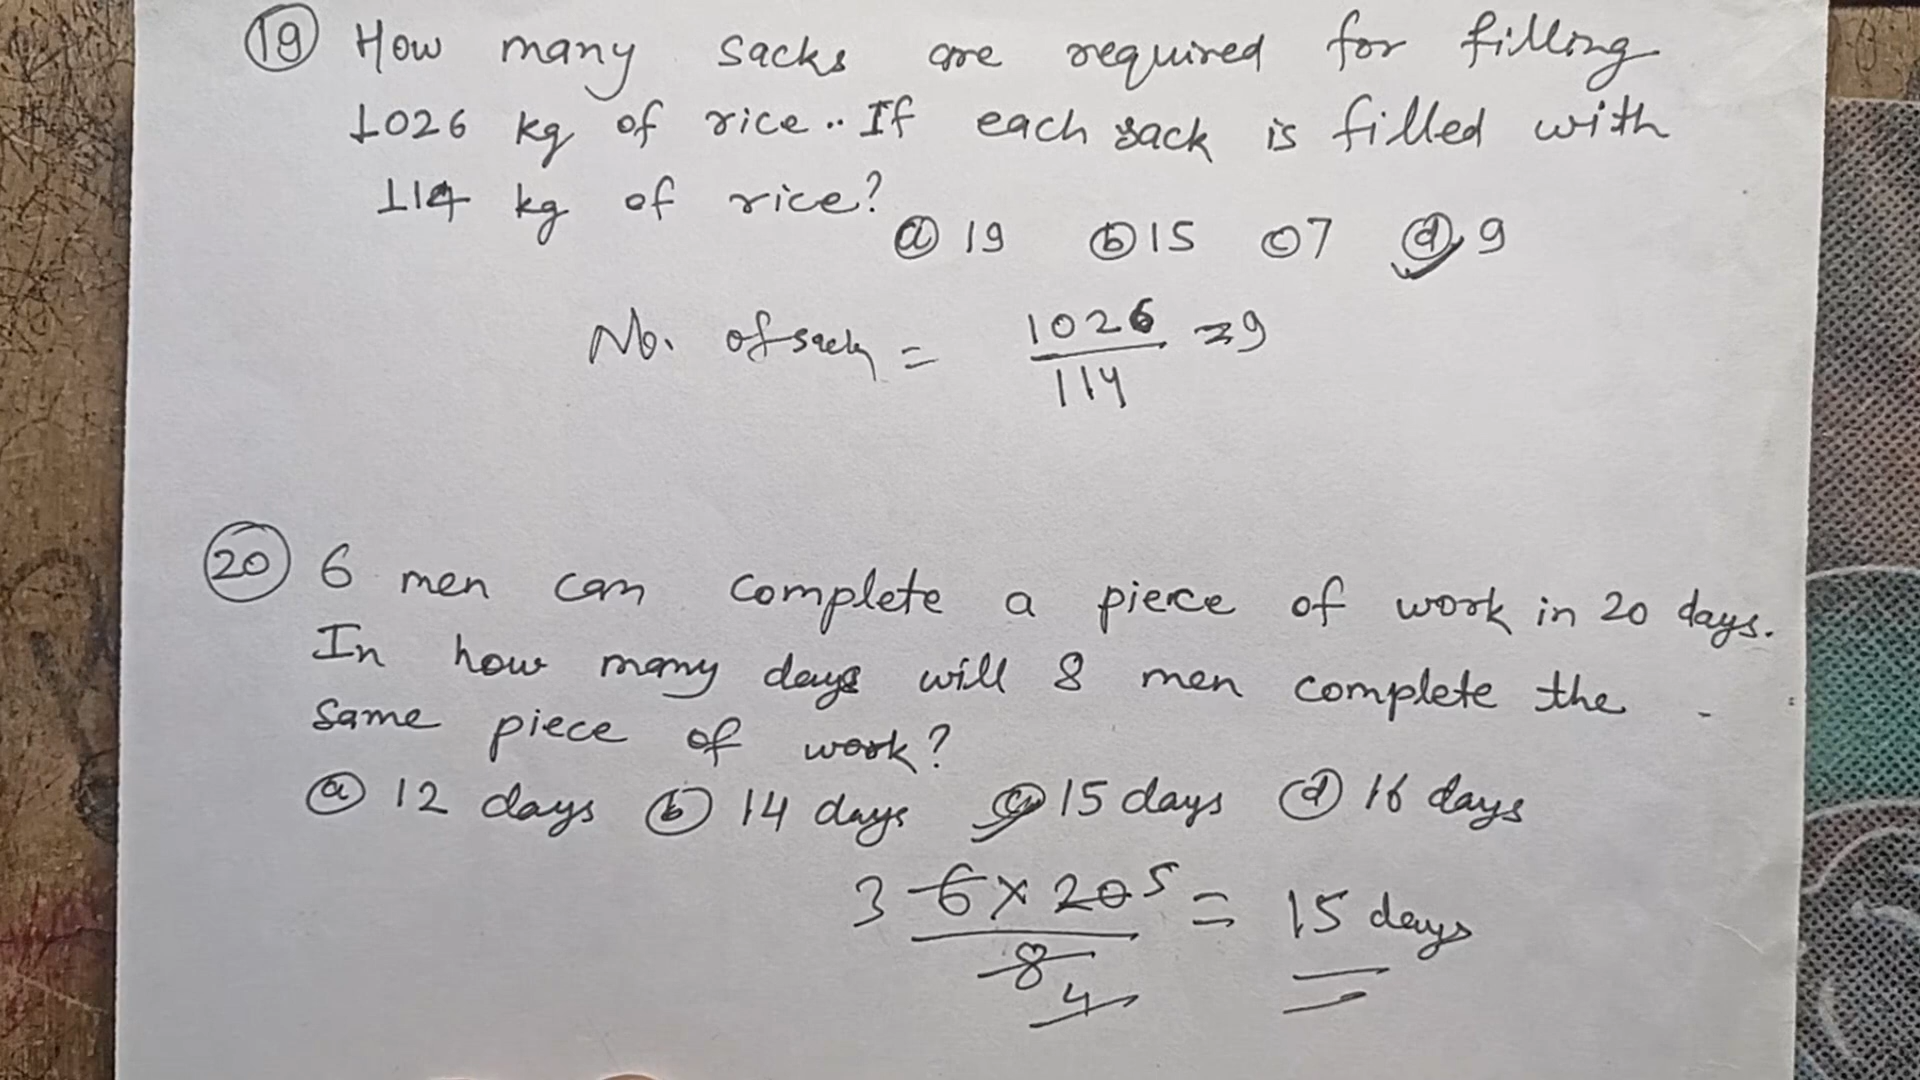 19 How many sacks are required for filling
1026 kg of rice.. If each sack is filled with
114 kg of rice?
a 19 b 15 c 7 d 9
No. of sack = 1026/114 = 9
20 6 men can complete a piece of work in 20 days.
In how many days will 8 men complete the
same piece of work?
a 12 days b 14 days c 15 days d 16 days
3 6 × 20 5 / 8 4 = 15 days